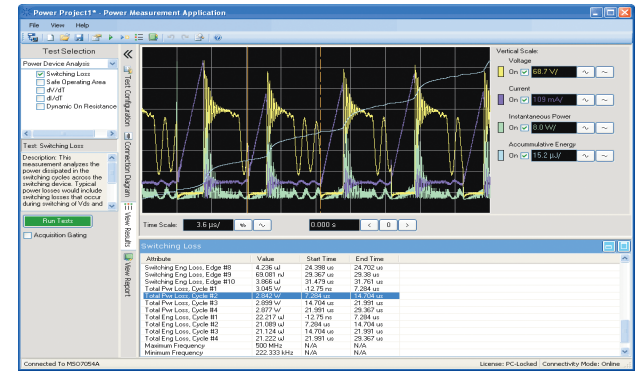 Power Project1* - Power Measurement Application
File View Help
Test Selection
Power Device Analysis
Switching Loss
Safe Operating Area
dV/dT
dI/dT
Dynamic On Resistance
Test: Switching Loss
Description: This
measurement analyzes the
power dissipated in the
switching cycles across the
switching device. Typical
power losses would include
switching losses that occur
during switching of Vds and
Run Tests
Acquisition Gating
Test Configuration
Connection Diagram
View Results
View Report
Vertical Scale:
Voltage
On 68.7 V/
Current
On 109 mA/
Instantaneous Power
On 8.0 W/
Accummulative Energy
On 15.2 µJ/
Time Scale: 3.6 µs/ 0.000 s < 0 >
Switching Loss
Attribute Value Start Time End Time
Switching Eng Loss, Edge #8 4.236 uJ 24.398 us 24.702 us
Switching Eng Loss, Edge #9 69.081 nJ 29.367 us 29.38 us
Switching Eng Loss, Edge #10 3.866 uJ 31.479 us 31.761 us
Total Pwr Loss, Cycle #1 3.045 W -12.75 ns 7.284 us
Total Pwr Loss, Cycle #2 2.842 W 7.284 us 14.704 us
Total Pwr Loss, Cycle #3 2.899 W 14.704 us 21.991 us
Total Pwr Loss, Cycle #4 2.877 W 21.991 us 29.367 us
Total Eng Loss, Cycle #1 22.217 uJ -12.75 ns 7.284 us
Total Eng Loss, Cycle #2 21.089 uJ 7.284 us 14.704 us
Total Eng Loss, Cycle #3 21.124 uJ 14.704 us 21.991 us
Total Eng Loss, Cycle #4 21.222 uJ 21.991 us 29.367 us
Maximum Frequency 500 MHz N/A N/A
Minimum Frequency 222.333 kHz N/A N/A
Connected To MSO7054A
License: PC-Locked Connectivity Mode: Online